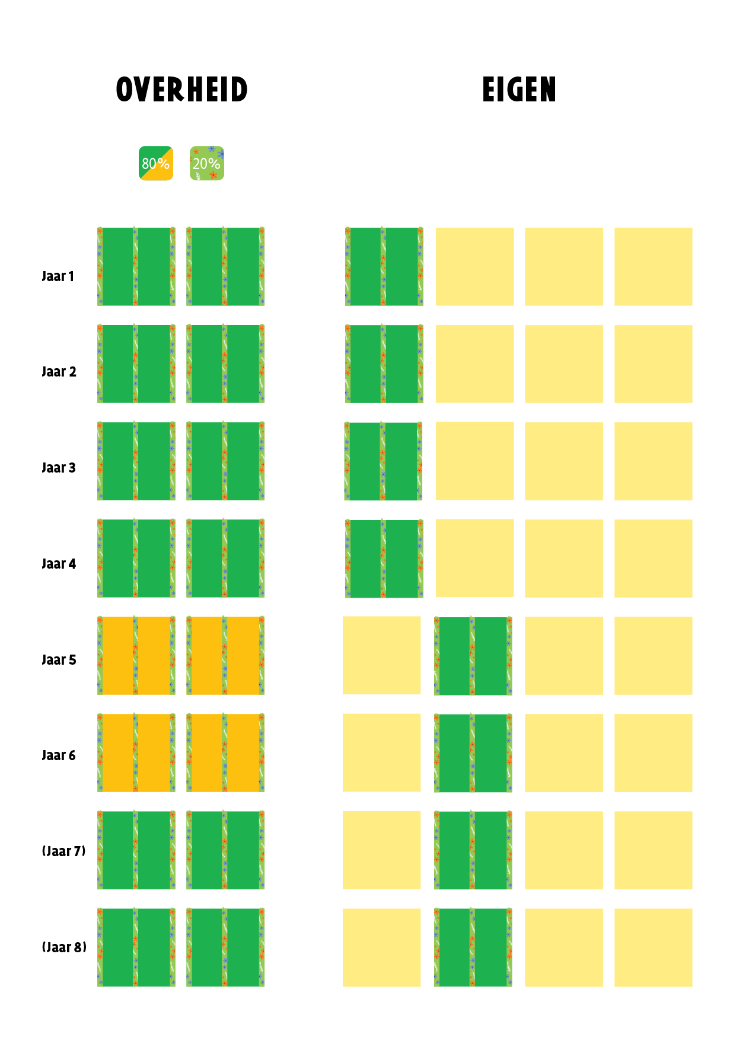 OVERHEID EIGEN
80% 20%
Jaar 1
Jaar 2
Jaar 3
Jaar 4
Jaar 5
Jaar 6
(Jaar 7)
(Jaar 8)